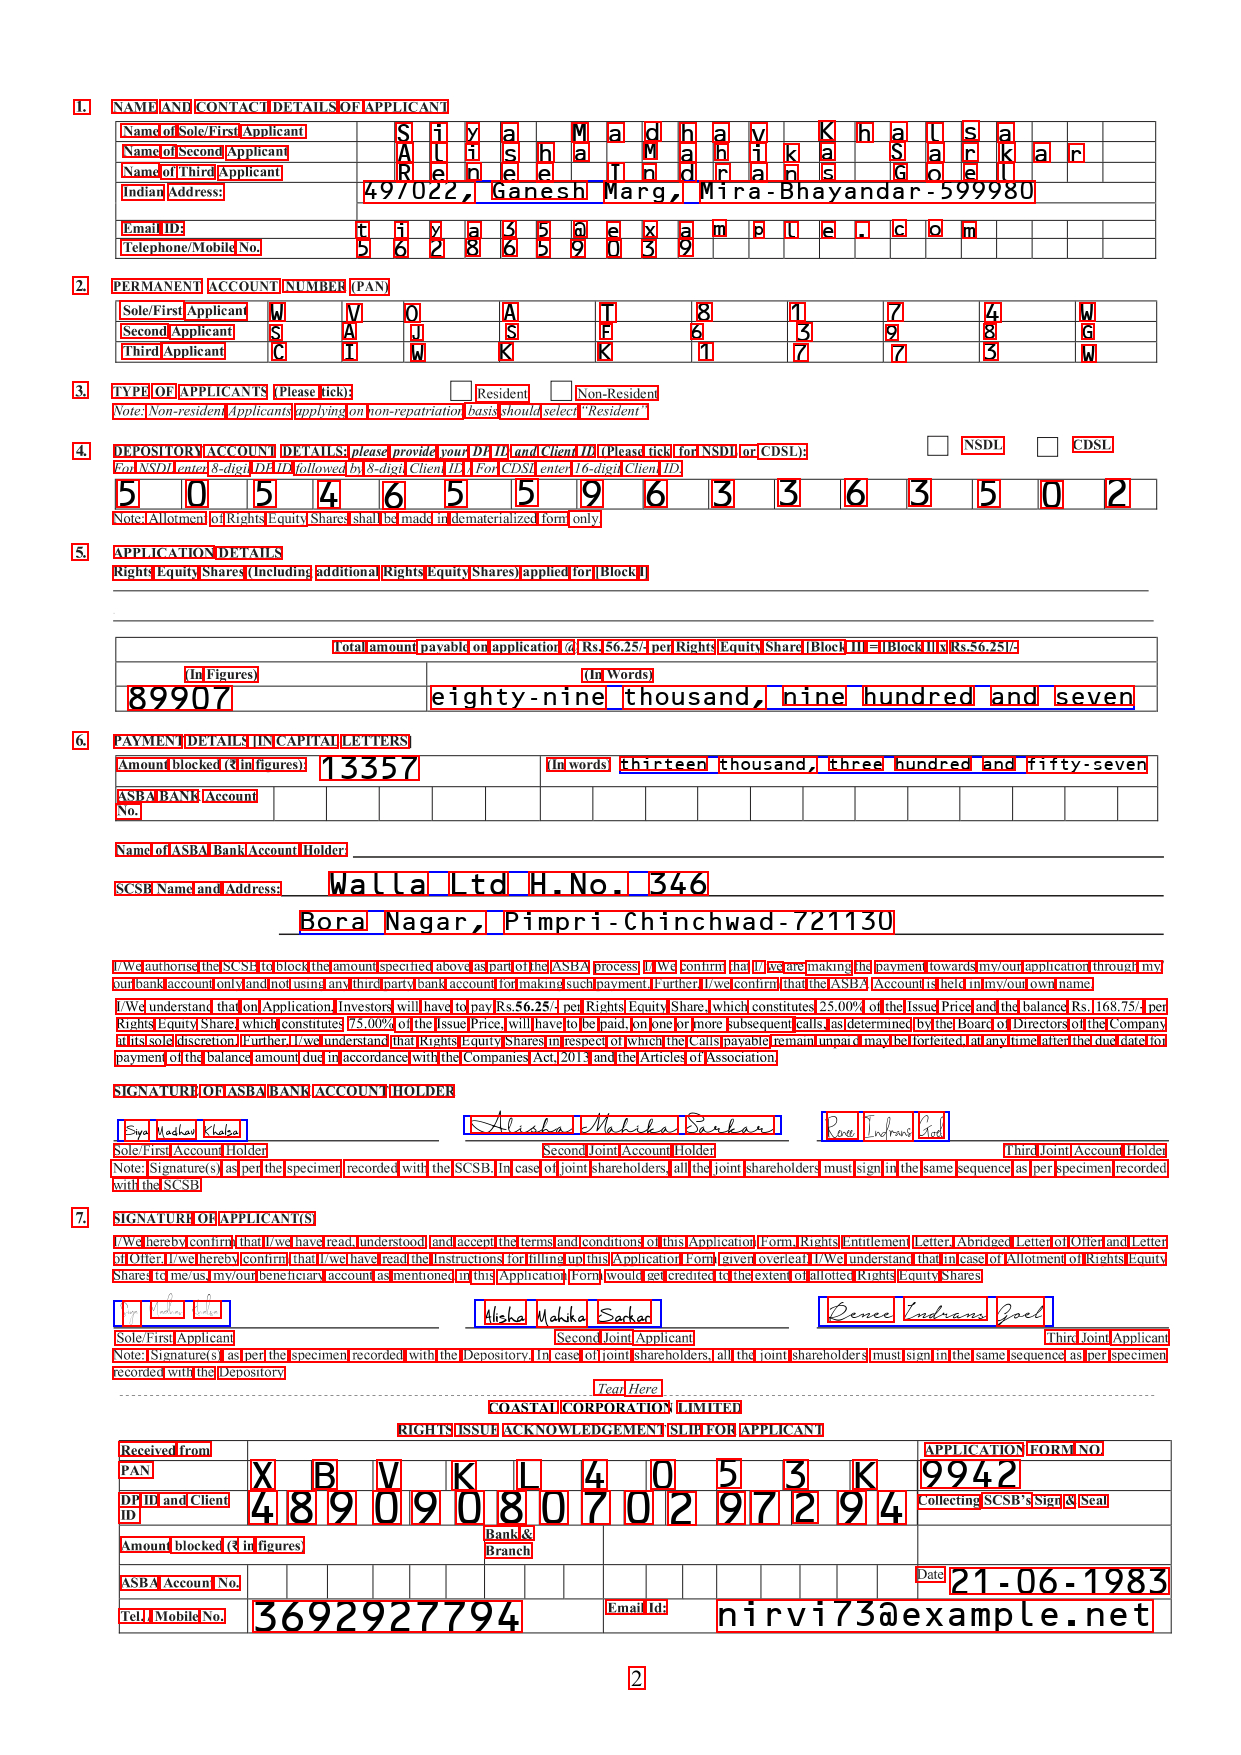 1. NAME AND CONTACT DETAILS OF APPLICANT
Name of Sole/First Applicant Siya Madhav Khalsa
Name of Second Applicant Alisha Mahika Sarkar
Name of Third Applicant Renee Indrans Goel
Indian Address: 497022, Ganesh Marg, Mira-Bhayandar-599980
Email ID: tiya35@example.com
Telephone/Mobile No. 5628659039
2. PERMANENT ACCOUNT NUMBER (PAN)
Sole/First Applicant W V O A T 8 1 7 4 W
Second Applicant S A J S F 6 3 9 8 G
Third Applicant C I W K K 1 7 7 3 W
3. TYPE OF APPLICANTS (Please tick): Resident Non-Resident
Note: Non-resident Applicants applying on non-repatriation basis should select "Resident"
4. DEPOSITORY ACCOUNT DETAILS: please provide your DP ID and Client ID (Please tick for NSDL or CDSL): NSDL CDSL
For NSDL enter 8-digit DP ID followed by 8-digit Client ID / For CDSL enter 16-digit Client ID.
5 0 5 4 6 5 5 9 6 3 3 6 3 5 0 2
Note: Allotment of Rights Equity Shares shall be made in dematerialized form only.
5. APPLICATION DETAILS
Rights Equity Shares (Including additional Rights Equity Shares) applied for [Block I]
Total amount payable on application @ Rs. 56.25/- per Rights Equity Share [Block II] = [Block I] x Rs.56.25]/-
(In Figures) (In Words)
89907 eighty-nine thousand, nine hundred and seven
6. PAYMENT DETAILS [IN CAPITAL LETTERS]
Amount blocked (₹ in figures): 13357 (In words) thirteen thousand, three hundred and fifty-seven
ASBA BANK Account
No.
Name of ASBA Bank Account Holder:
SCSB Name and Address: Walla Ltd H.No. 346
Bora Nagar, Pimpri-Chinchwad-721130
I/We authorise the SCSB to block the amount specified above as part of the ASBA process. I/We confirm that I/ we are making the payment towards my/our application through my/
our bank account only and not using any third party bank account for making such payment. Further, I/we confirm that the ASBA Account is held in my/our own name.
I/We understand that on Application, Investors will have to pay Rs.56.25/- per Rights Equity Share, which constitutes 25.00% of the Issue Price and the balance Rs. 168.75/- per
Rights Equity Share, which constitutes 75.00% of the Issue Price, will have to be paid, on one or more subsequent calls, as determined by the Board of Directors of the Company
at its sole discretion. Further, I/we understand that Rights Equity Shares in respect of which the Calls payable remain unpaid may be forfeited, at any time after the due date for
payment of the balance amount due in accordance with the Companies Act, 2013 and the Articles of Association.
SIGNATURE OF ASBA BANK ACCOUNT HOLDER
Siya Madhav Khalsa Alisha Mahika Sarkar Renee Indrans Goel
Sole/First Account Holder Second Joint Account Holder Third Joint Account Holder
Note: Signature(s) as per the specimen recorded with the SCSB. In case of joint shareholders, all the joint shareholders must sign in the same sequence as per specimen recorded
with the SCSB
7. SIGNATURE OF APPLICANT(S)
I/We hereby confirm that I/we have read, understood and accept the terms and conditions of this Application Form, Rights Entitlement Letter, Abridged Letter of Offer and Letter
of Offer. I/we hereby confirm that I/we have read the Instructions for filling up this Application Form given overleaf. I/We understand that in case of Allotment of Rights Equity
Shares to me/us, my/our beneficiary account as mentioned in this Application Form would get credited to the extent of allotted Rights Equity Shares
Siya Madhav Khalsa Alisha Mahika Sarkar Renee Indrans Goel
Sole/First Applicant Second Joint Applicant Third Joint Applicant
Note: Signature(s) as per the specimen recorded with the Depository. In case of joint shareholders, all the joint shareholders must sign in the same sequence as per specimen
recorded with the Depository
Tear Here
COASTAL CORPORATION LIMITED
RIGHTS ISSUE ACKNOWLEDGEMENT SLIP FOR APPLICANT
Received from APPLICATION FORM NO.
PAN X B V K L 4 0 5 3 K 9942
DP ID and Client
ID 4 8 9 0 9 0 8 0 7 0 2 9 7 2 9 4 Collecting SCSB's Sign & Seal
Amount blocked (₹ in figures) Bank &
Branch
ASBA Account No. Date 21-06-1983
Tel./ Mobile No. 3692927794 Email Id: nirvi73@example.net
2